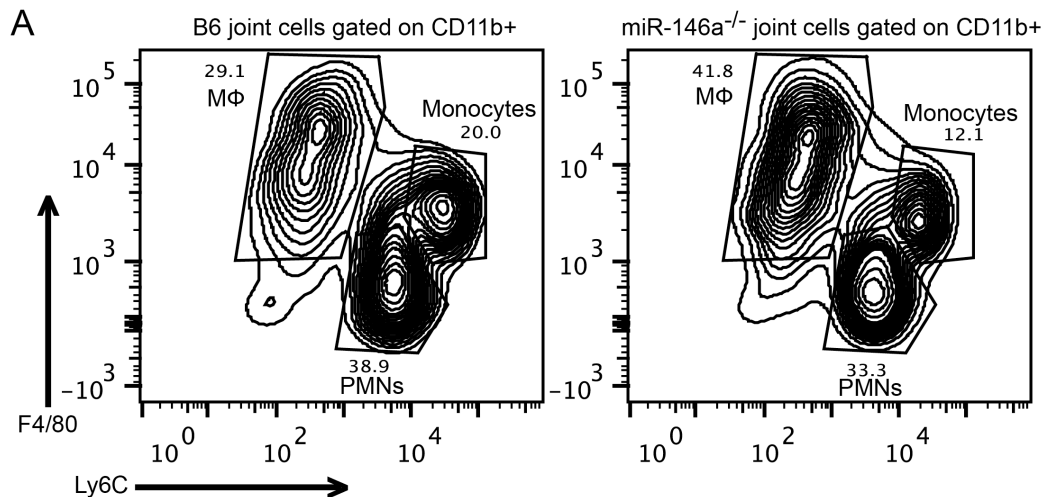 A
B6 joint cells gated on CD11b+
miR-146a-/- joint cells gated on CD11b+
29.1
MΦ
Monocytes
20.0
38.9
PMNs
10^5
10^4
10^3
-10^3
10^0
10^2
10^4
41.8
MΦ
Monocytes
12.1
33.3
PMNs
10^5
10^4
10^3
-10^3
10^0
10^2
10^4
F4/80
Ly6C